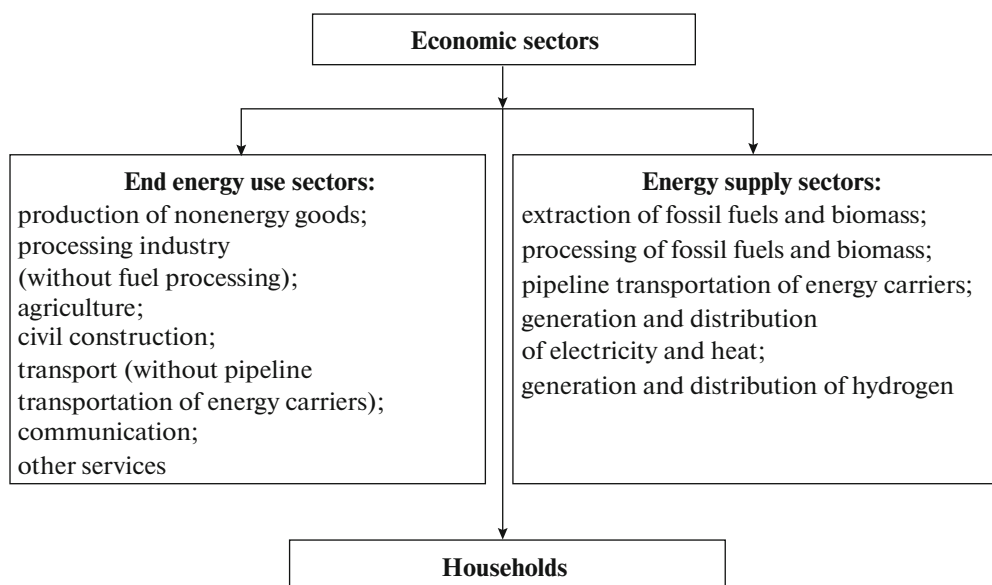 Economic sectors
End energy use sectors:
production of nonenergy goods;
processing industry
(without fuel processing);
agriculture;
civil construction;
transport (without pipeline
transportation of energy carriers);
communication;
other services
Energy supply sectors:
extraction of fossil fuels and biomass;
processing of fossil fuels and biomass;
pipeline transportation of energy carriers;
generation and distribution
of electricity and heat;
generation and distribution of hydrogen
Households